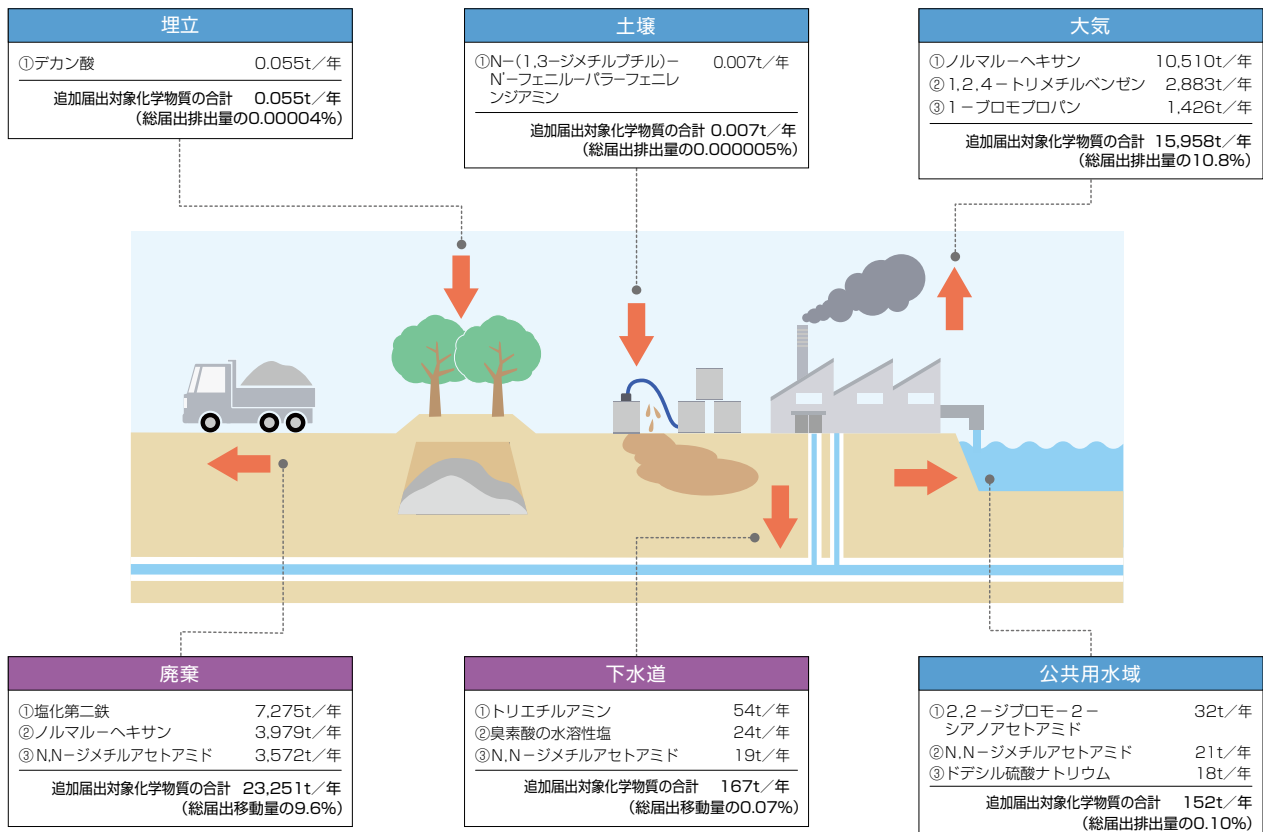 埋立
①デカン酸 0.055t／年
追加届出対象化学物質の合計 0.055t／年
（総届出排出量の0.00004%）
土壌
①N−(1,3−ジメチルブチル)− 0.007t／年
N'−フェニル−パラ−フェニレ
ンジアミン
追加届出対象化学物質の合計 0.007t／年
（総届出排出量の0.000005%）
大気
①ノルマル−ヘキサン 10,510t／年
②1,2,4−トリメチルベンゼン 2,883t／年
③1−ブロモプロパン 1,426t／年
追加届出対象化学物質の合計 15,958t／年
（総届出排出量の10.8%）
廃棄
①塩化第二鉄 7,275t／年
②ノルマル−ヘキサン 3,979t／年
③N,N−ジメチルアセトアミド 3,572t／年
追加届出対象化学物質の合計 23,251t／年
（総届出移動量の9.6%）
下水道
①トリエチルアミン 54t／年
②臭素酸の水溶性塩 24t／年
③N,N−ジメチルアセトアミド 19t／年
追加届出対象化学物質の合計 167t／年
（総届出移動量の0.07%）
公共用水域
①2,2−ジブロモ−2− 32t／年
シアノアセトアミド
②N,N−ジメチルアセトアミド 21t／年
③ドデシル硫酸ナトリウム 18t／年
追加届出対象化学物質の合計 152t／年
（総届出排出量の0.10%）